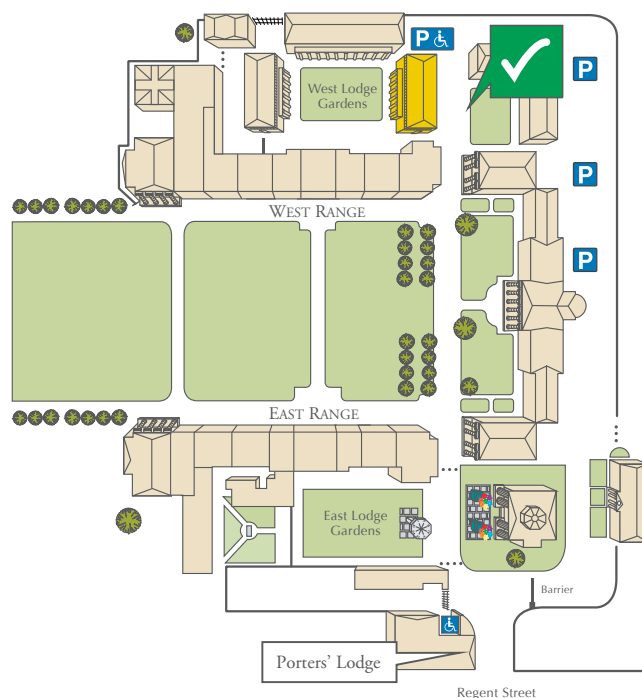 P
P
West Lodge
Gardens
P
WEST RANGE
P
EAST RANGE
East Lodge
Gardens
Barrier
Porters' Lodge
Regent Street